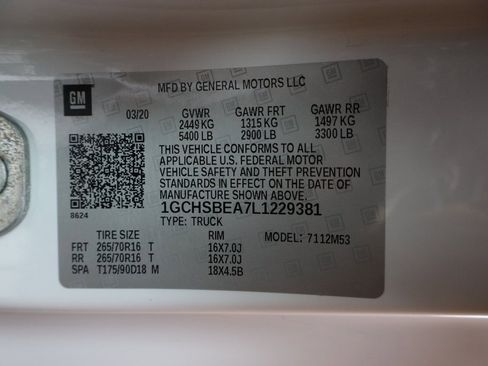 MFD BY GENERAL MOTORS LLC
GM
03/20 GVWR GAWR FRT GAWR RR
2449 KG 1315 KG 1497 KG
5400 LB 2900 LB 3300 LB
THIS VEHICLE CONFORMS TO ALL
APPLICABLE U.S. FEDERAL MOTOR
VEHICLE SAFETY AND THEFT PREVENTION
STANDARDS IN EFFECT ON THE DATE OF
MANUFACTURE SHOWN ABOVE.
8624
1GCHSBEA7L1229381
TYPE: TRUCK
TIRE SIZE RIM MODEL: 7112M53
FRT 265/70R16 T 16X7.0J
RR 265/70R16 T 16X7.0J
SPA T175/90D18 M 18X4.5B